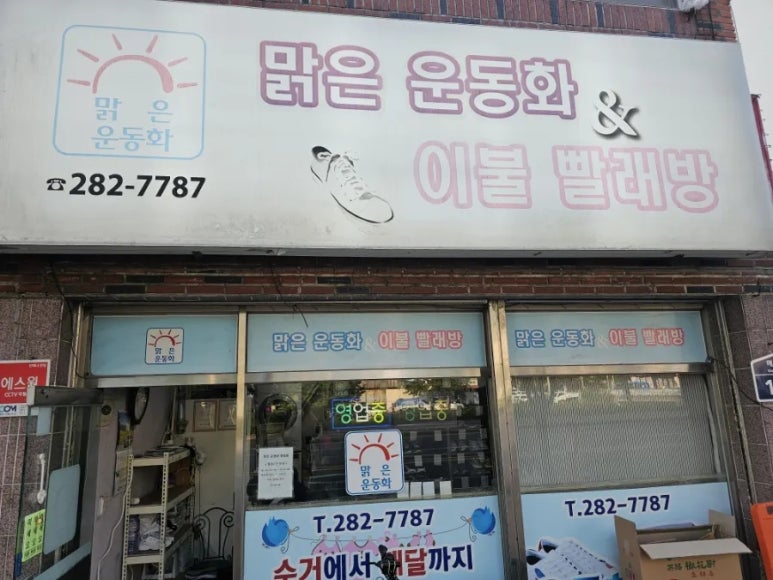 맑은 운동화 &
이불 빨래방
맑은
운동화
☎282-7787
맑은
운동화
맑은 운동화 & 이불 빨래방
맑은 운동화 & 이불 빨래방
에스원
영업중 영업중
맑은
운동화
T.282-7787
수거에서 배달까지
T.282-7787